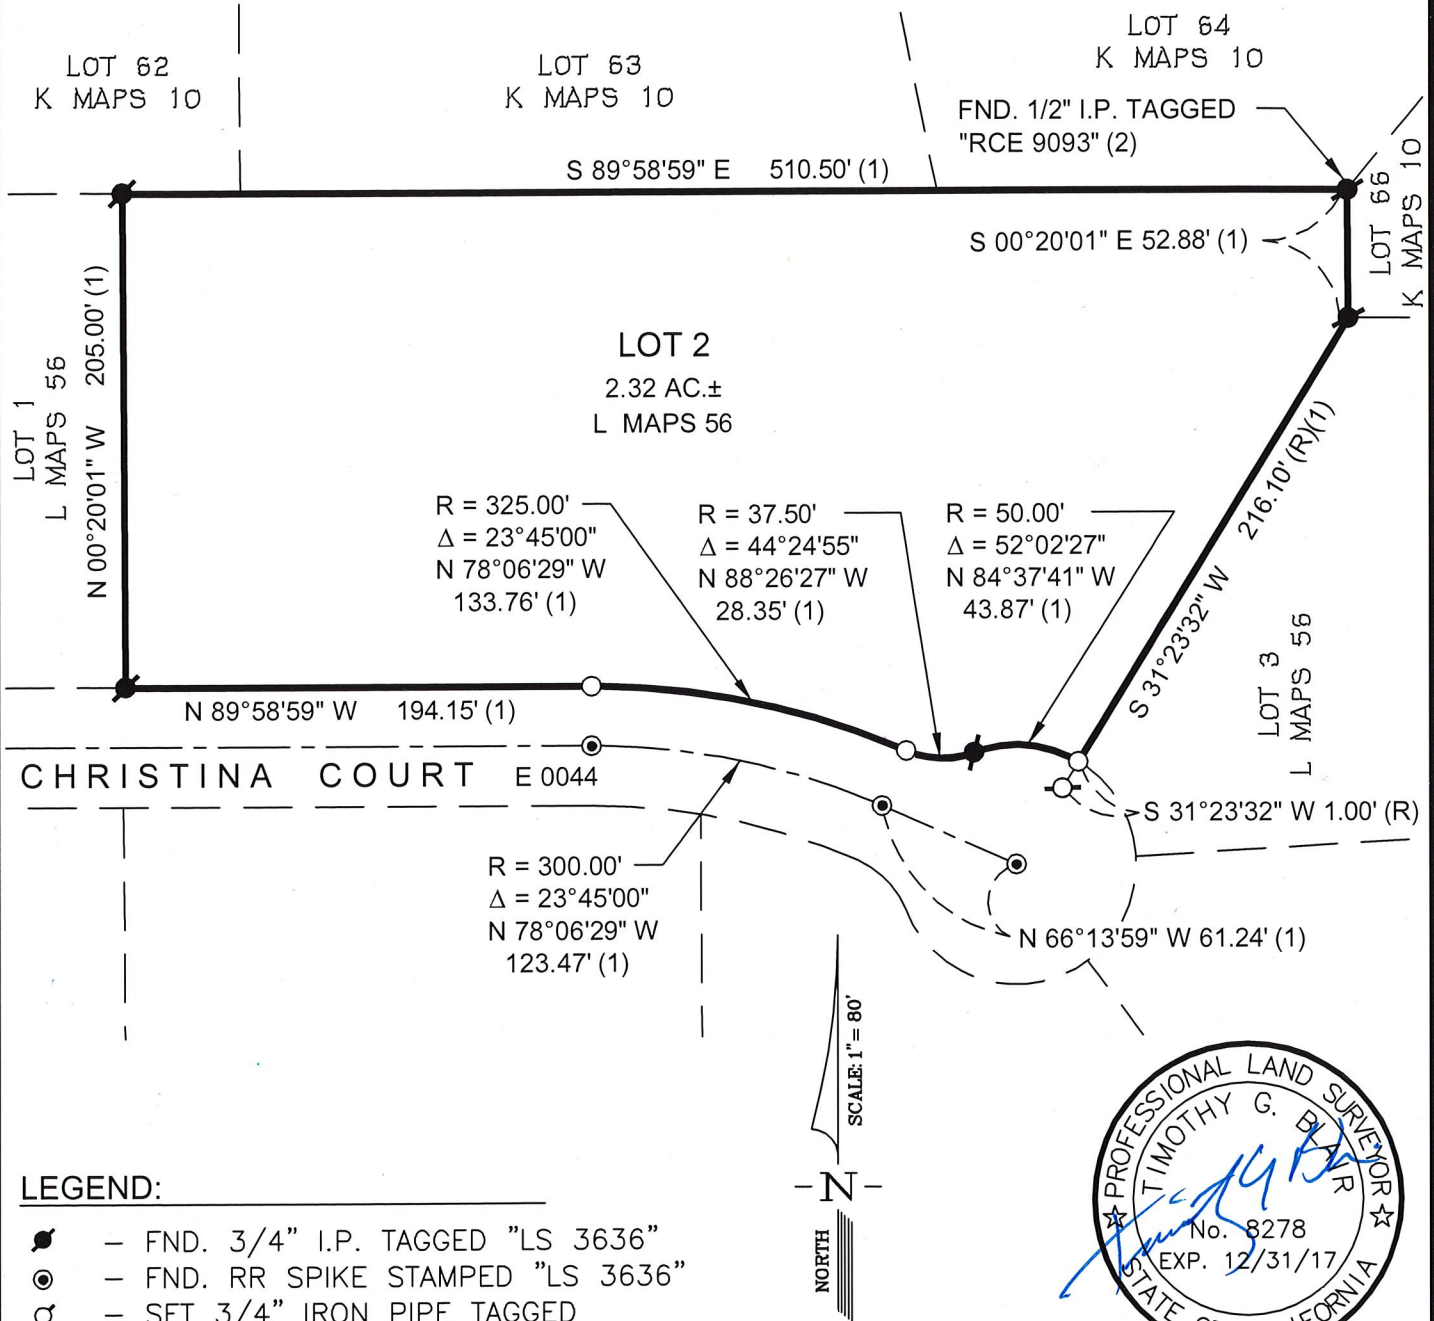 LOT 62
K MAPS 10
LOT 63
K MAPS 10
LOT 64
K MAPS 10
FND. 1/2" I.P. TAGGED
"RCE 9093" (2)
S 89°58'59" E 510.50' (1)
LOT 66
K MAPS 10
S 00°20'01" E 52.88' (1)
LOT 1
L MAPS 56
N 00°20'01" W 205.00' (1)
LOT 2
2.32 AC.±
L MAPS 56
R = 325.00'
Δ = 23°45'00"
N 78°06'29" W
133.76' (1)
R = 37.50'
Δ = 44°24'55"
N 88°26'27" W
28.35' (1)
R = 50.00'
Δ = 52°02'27"
N 84°37'41" W
43.87' (1)
S 31°23'32" W 216.10' (R)(1)
LOT 3
L MAPS 56
N 89°58'59" W 194.15' (1)
CHRISTINA COURT E 0044
S 31°23'32" W 1.00' (R)
R = 300.00'
Δ = 23°45'00"
N 78°06'29" W
123.47' (1)
N 66°13'59" W 61.24' (1)
SCALE: 1" = 80'
-N-
NORTH
PROFESSIONAL LAND SURVEYOR
TIMOTHY G. BLAIR
No. 8278
EXP. 12/31/17
STATE
LEGEND:
– FND. 3/4" I.P. TAGGED "LS 3636"
– FND. RR SPIKE STAMPED "LS 3636"
– SET 3/4" IRON PIPE TAGGED